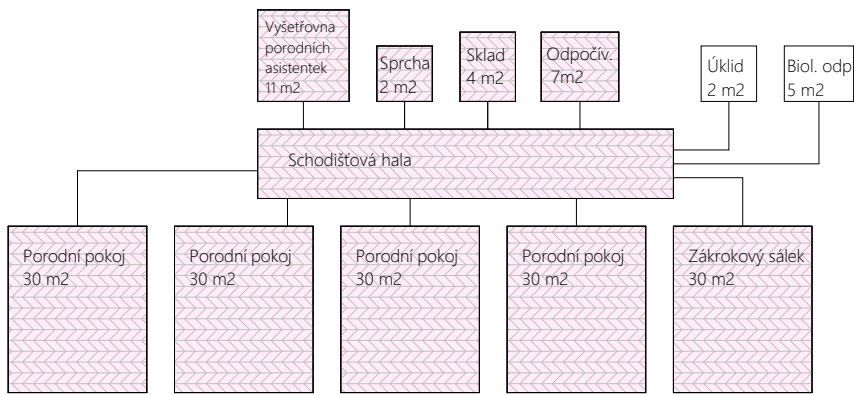 Vyšetřovna
porodních
asistentek
11 m2
Sprcha
2 m2
Sklad
4 m2
Odpočív.
7m2
Úklid
2 m2
Biol. odp
5 m2
Schodišťová hala
Porodní pokoj
30 m2
Porodní pokoj
30 m2
Porodní pokoj
30 m2
Porodní pokoj
30 m2
Zákrokový sálek
30 m2